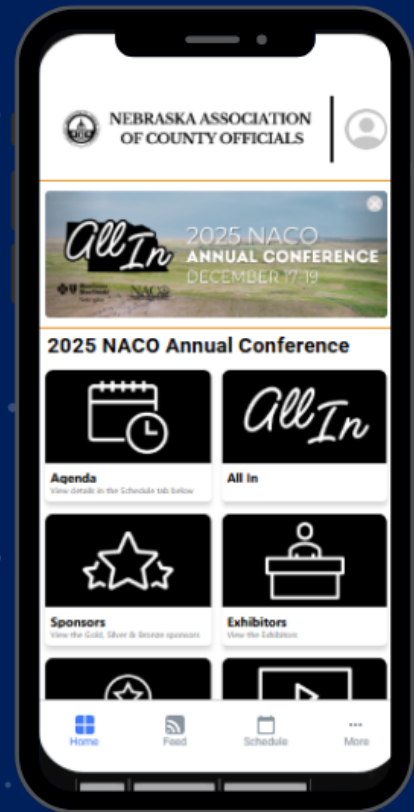 NEBRASKA ASSOCIATION
OF COUNTY OFFICIALS
All In
2025 NACO
ANNUAL CONFERENCE
DECEMBER 17-19
NACO
2025 NACO Annual Conference
All In
Agenda
View details in the Schedule tab below
All In
Sponsors
View the Gold, Silver & Bronze sponsors
Exhibitors
View the Exhibitors
Home
Feed
Schedule
More